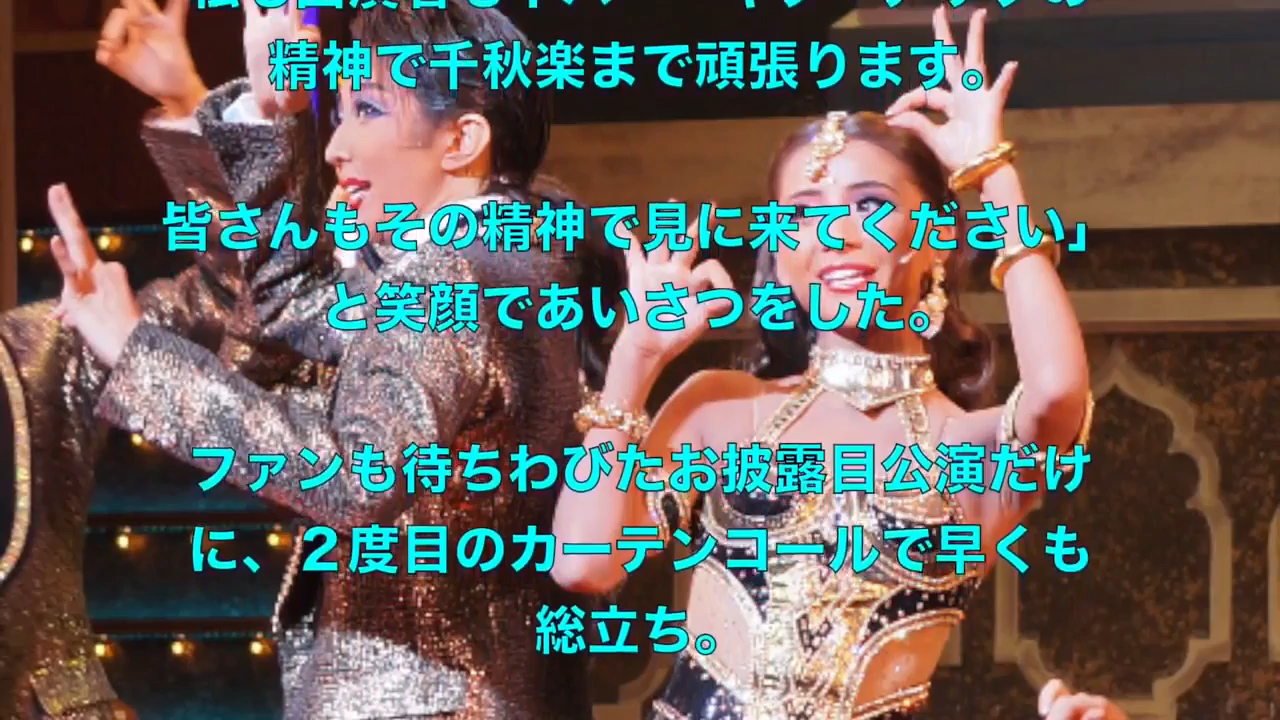 精神で千秋楽まで頑張ります。
皆さんもその精神で見に来てください」
と笑顔であいさつをした。
ファンも待ちわびたお披露目公演だけ
に、２度目のカーテンコールで早くも
総立ち。